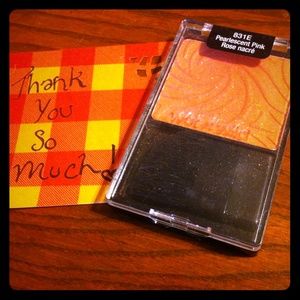 Thank
You
So
Much!
831E
Pearlescent Pink
Rose nacré